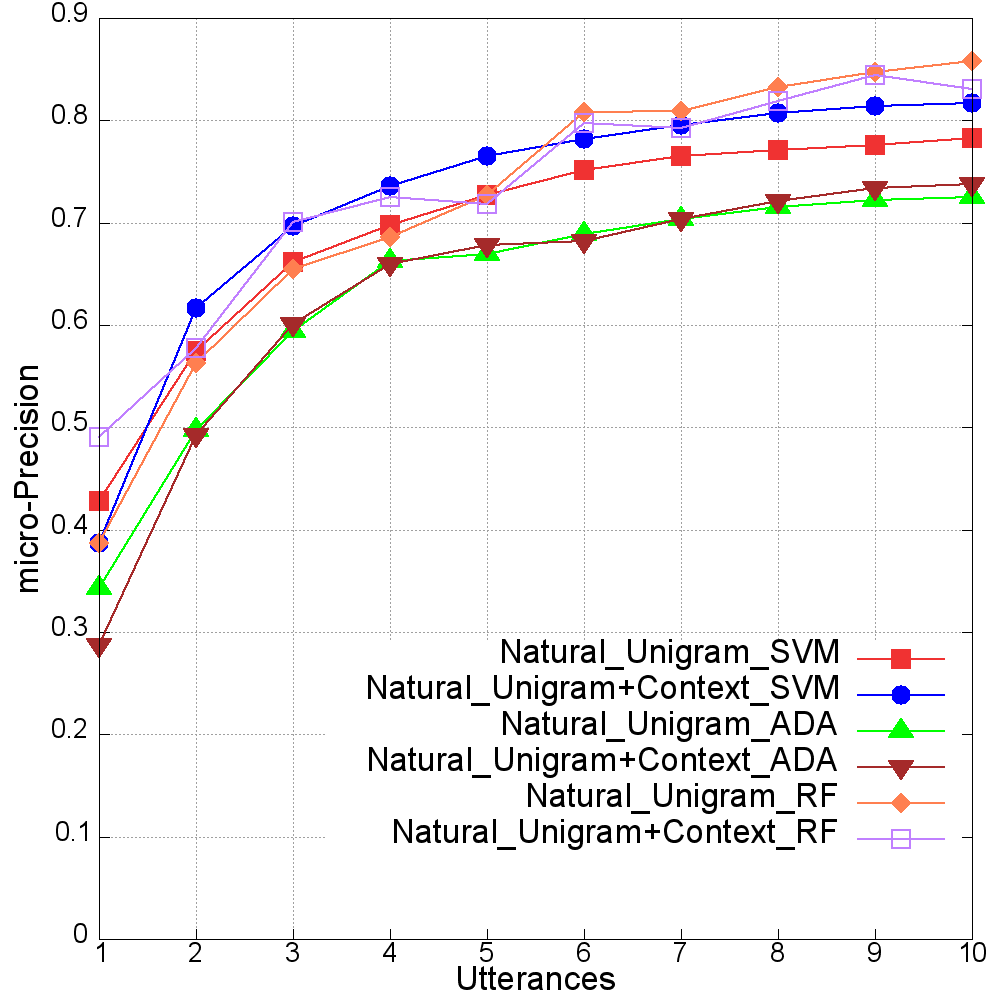 0.9
0.8
0.7
0.6
0.5
0.4
0.3
0.2
0.1
0
micro-Precision
Natural_Unigram_SVM
Natural_Unigram+Context_SVM
Natural_Unigram_ADA
Natural_Unigram+Context_ADA
Natural_Unigram_RF
Natural_Unigram+Context_RF
1 2 3 4 5 6 7 8 9 10
Utterances